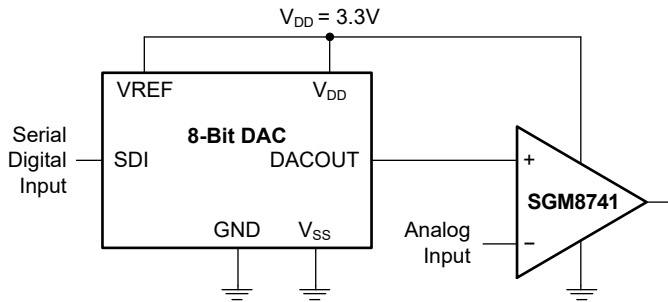 V_DD = 3.3V
VREF
V_DD
8-Bit DAC
Serial
Digital
Input
SDI
DACOUT
+
SGM8741
GND
V_SS
Analog
Input
−